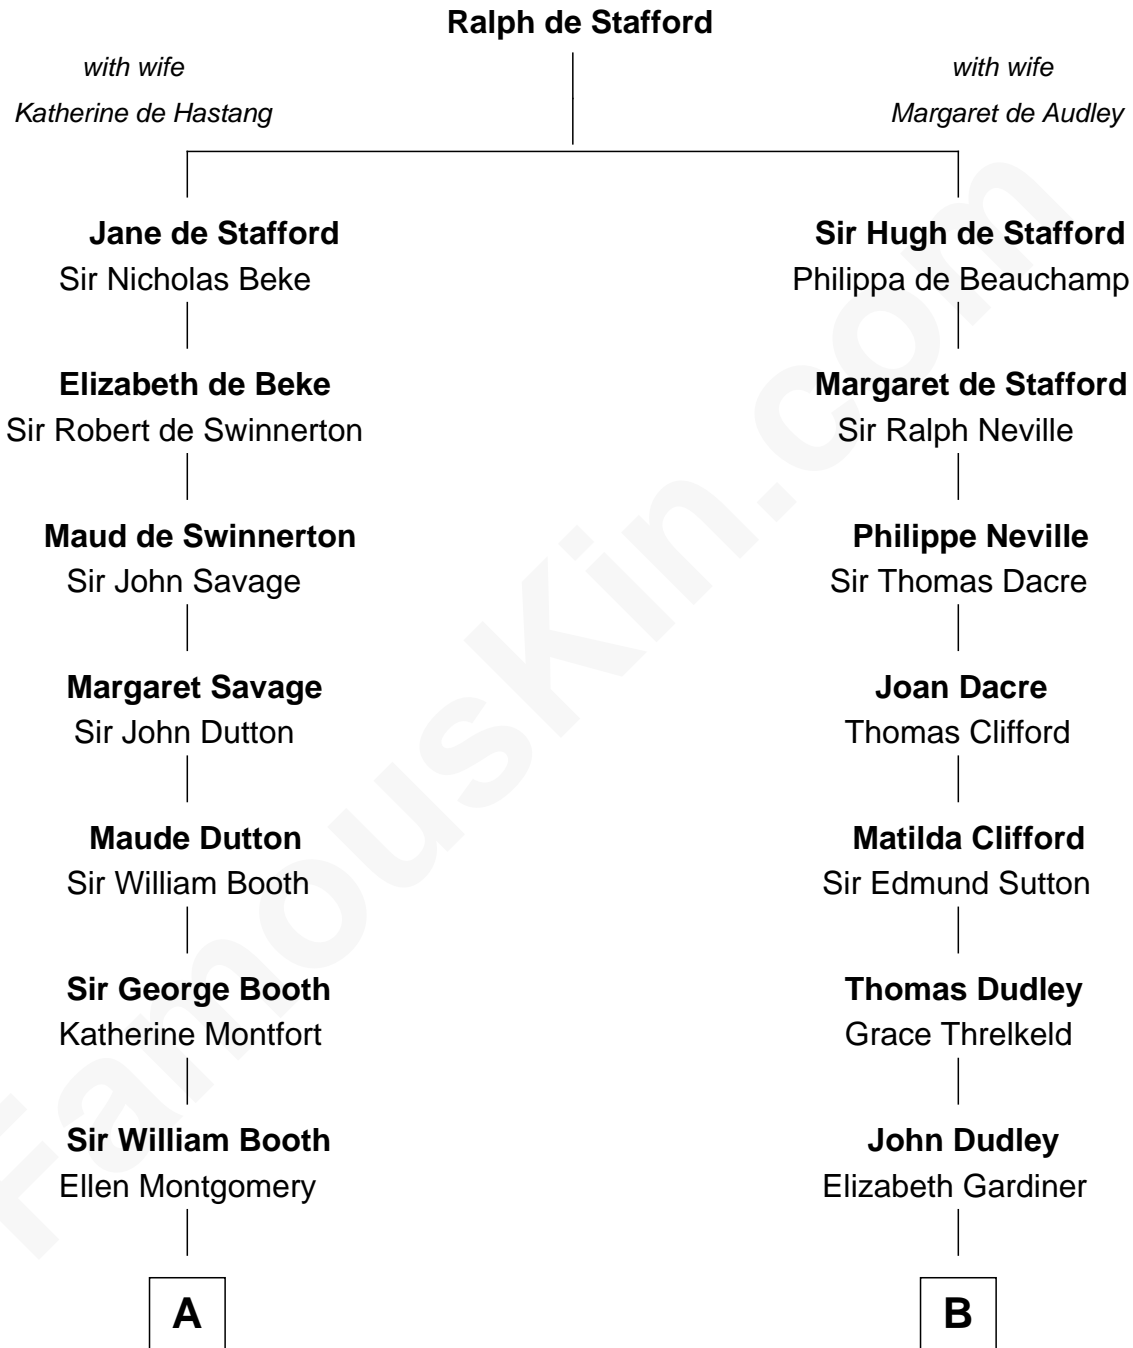 Ralph de Stafford
with wife
Katherine de Hastang
with wife
Margaret de Audley
Jane de Stafford
Sir Nicholas Beke
Sir Hugh de Stafford
Philippa de Beauchamp
Elizabeth de Beke
Sir Robert de Swinnerton
Margaret de Stafford
Sir Ralph Neville
Maud de Swinnerton
Sir John Savage
Philippe Neville
Sir Thomas Dacre
Margaret Savage
Sir John Dutton
Joan Dacre
Thomas Clifford
Maude Dutton
Sir William Booth
Matilda Clifford
Sir Edmund Sutton
Sir George Booth
Katherine Montfort
Thomas Dudley
Grace Threlkeld
Sir William Booth
Ellen Montgomery
John Dudley
Elizabeth Gardiner
A
B
FamousKin.com